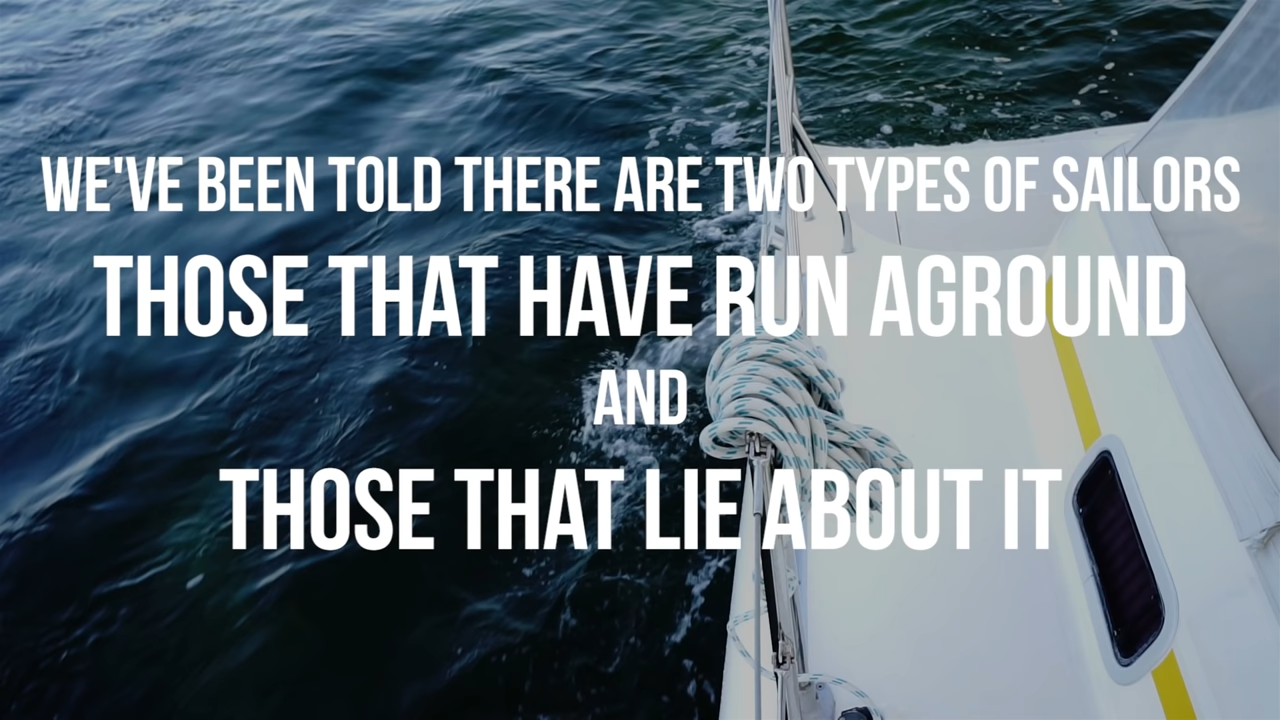 WE'VE BEEN TOLD THERE ARE TWO TYPES OF SAILORS
THOSE THAT HAVE RUN AGROUND
AND
THOSE THAT LIE ABOUT IT